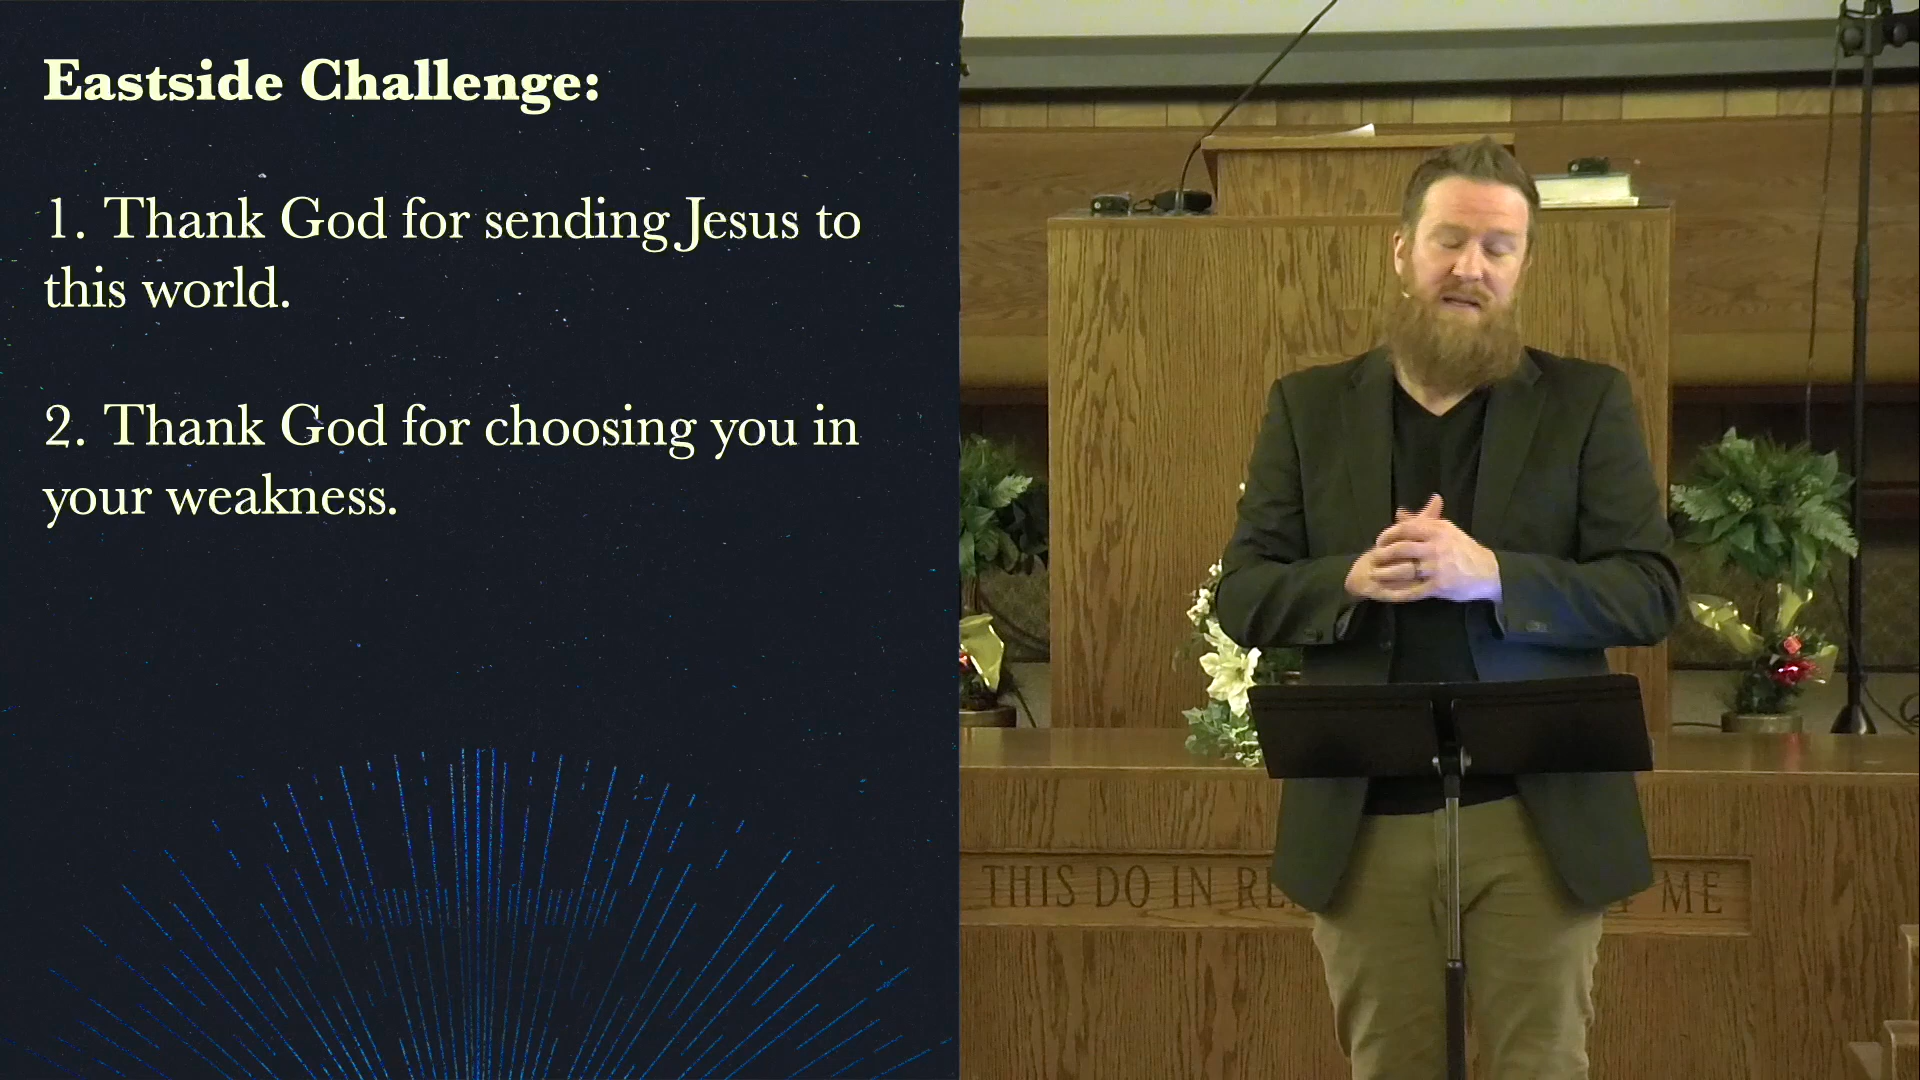 Eastside Challenge:
1. Thank God for sending Jesus to
this world.
2. Thank God for choosing you in
your weakness.
THIS DO IN ME